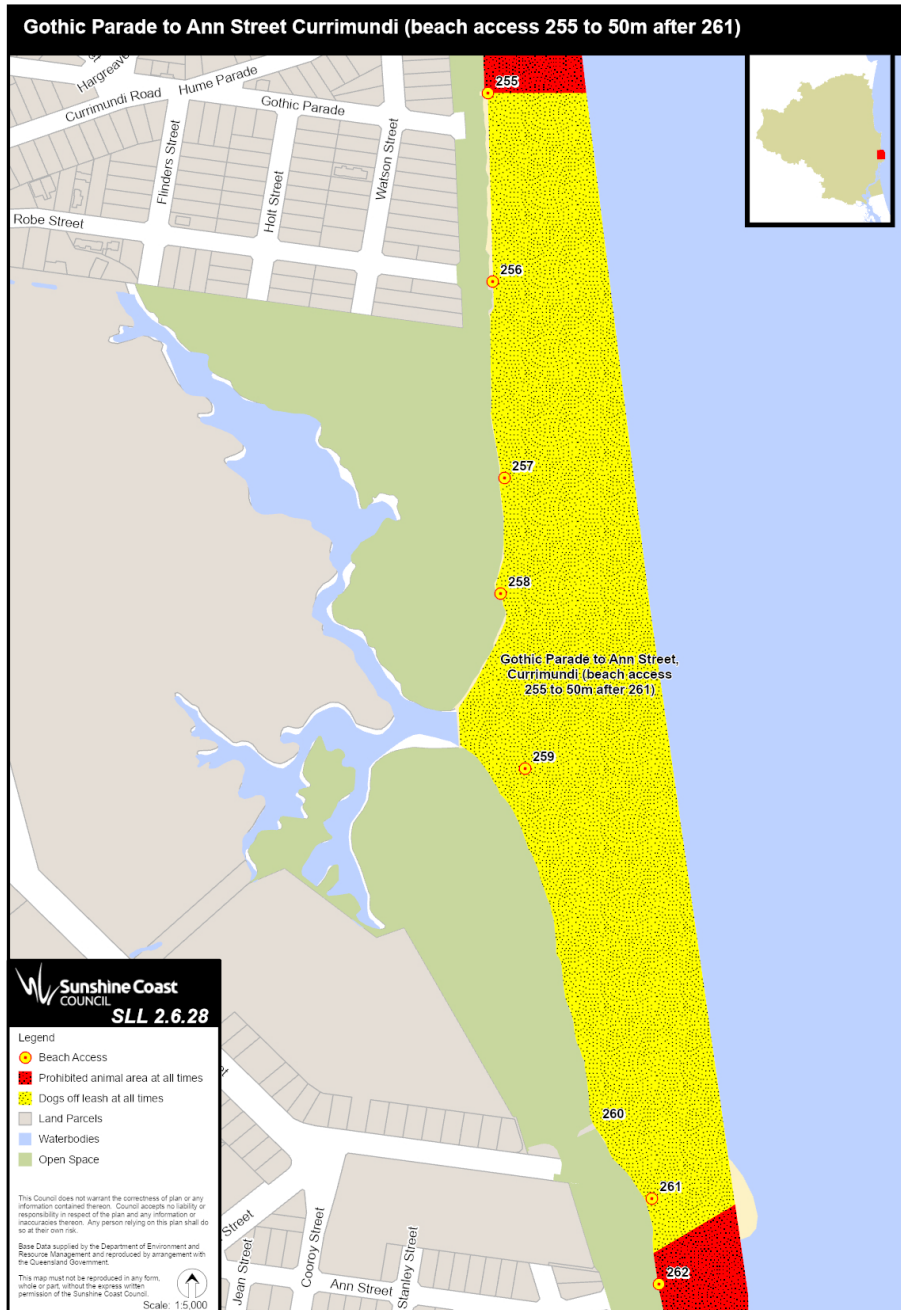 Gothic Parade to Ann Street Currimundi (beach access 255 to 50m after 261)
Hargreave
Hume Parade
Currimundi Road
Gothic Parade
255
Flinders Street
Holt Street
Watson Street
Robe Street
256
257
258
Gothic Parade to Ann Street,
Currimundi (beach access
255 to 50m after 261)
259
260
261
262
Sunshine Coast
COUNCIL
SLL 2.6.28
Legend
Beach Access
Prohibited animal area at all times
Dogs off leash at all times
Land Parcels
Waterbodies
Open Space
This Council does not warrant the correctness of plan or any
information contained thereon. Council accepts no liability or
responsibility in respect of the plan and any information or
inaccuracies thereon. Any person relying on this plan shall do
so at their own risk.
Base Data supplied by the Department of Environment and
Resource Management and reproduced by arrangement with
the Queensland Government.
This map must not be reproduced in any form,
whole or part, without the express written
permission of the Sunshine Coast Council.
Scale: 1:5,000
Street
Jean Street
Cooroy Street
Ann Street
Stanley Street